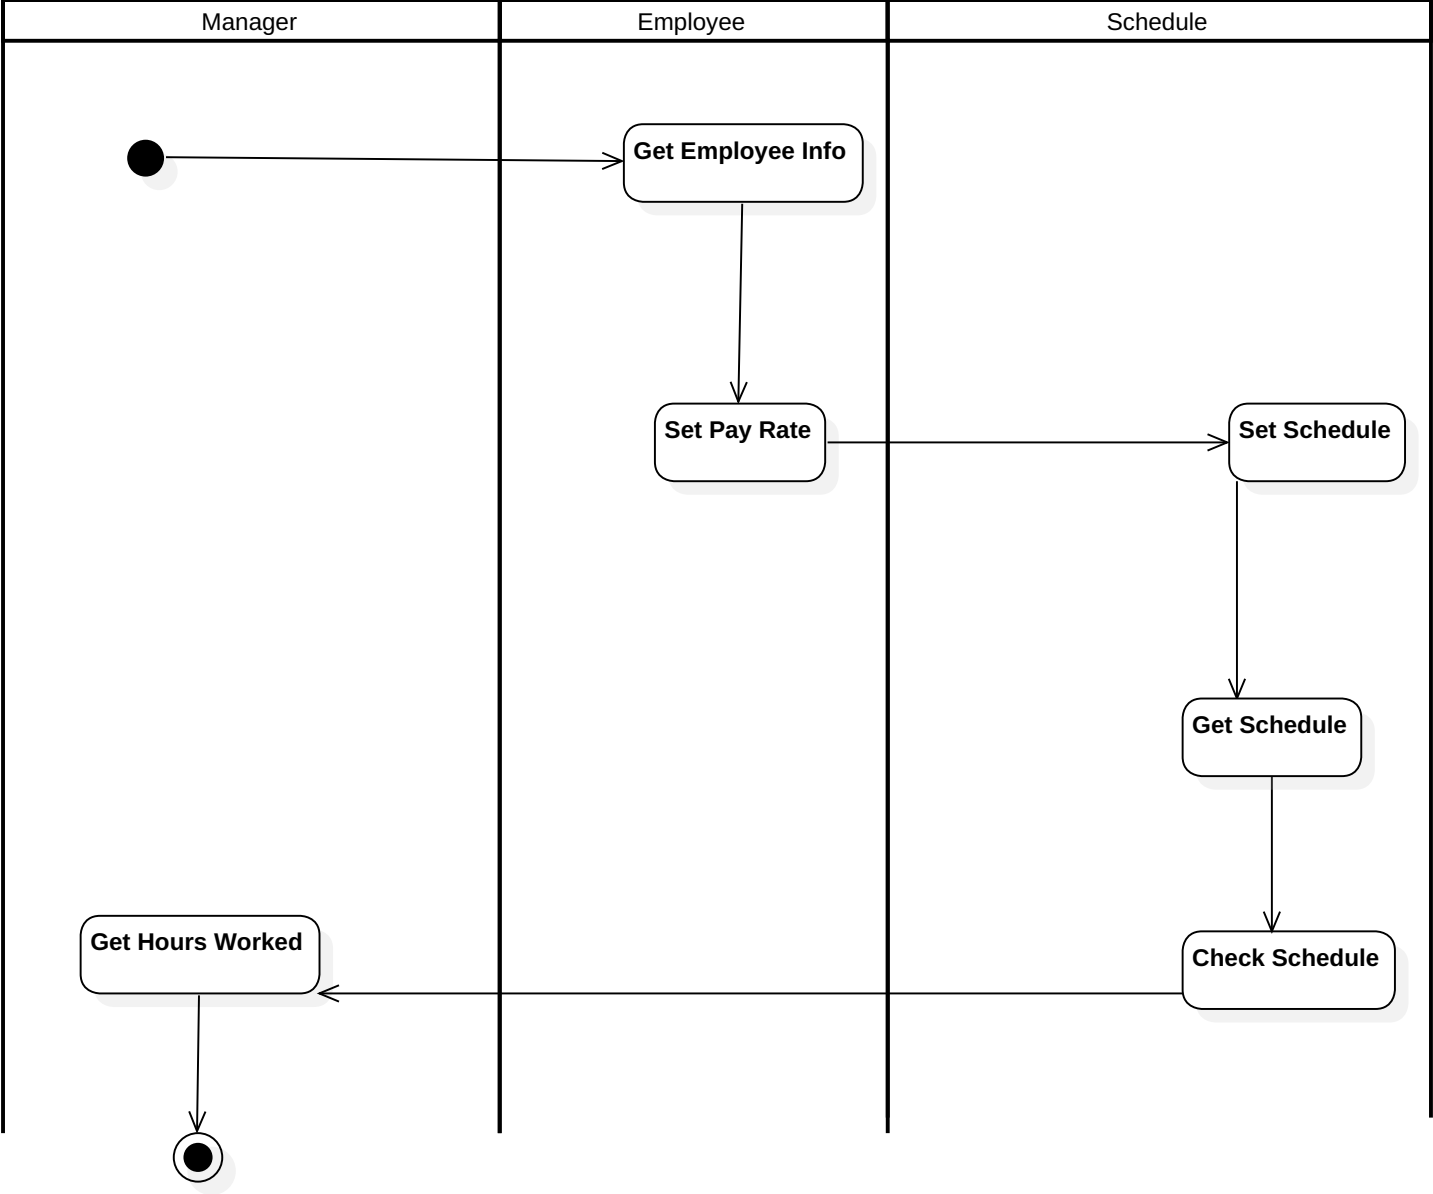 Manager
Employee
Schedule
Get Employee Info
Set Pay Rate
Set Schedule
Get Schedule
Get Hours Worked
Check Schedule